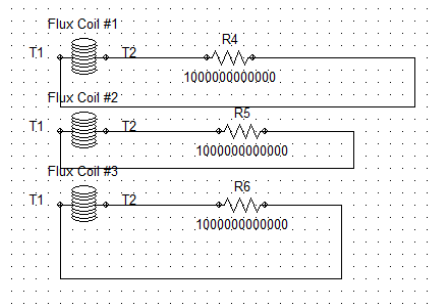 Flux Coil #1
T1 T2 R4
1000000000000
Flux Coil #2
T1 T2 R5
1000000000000
Flux Coil #3
T1 T2 R6
1000000000000